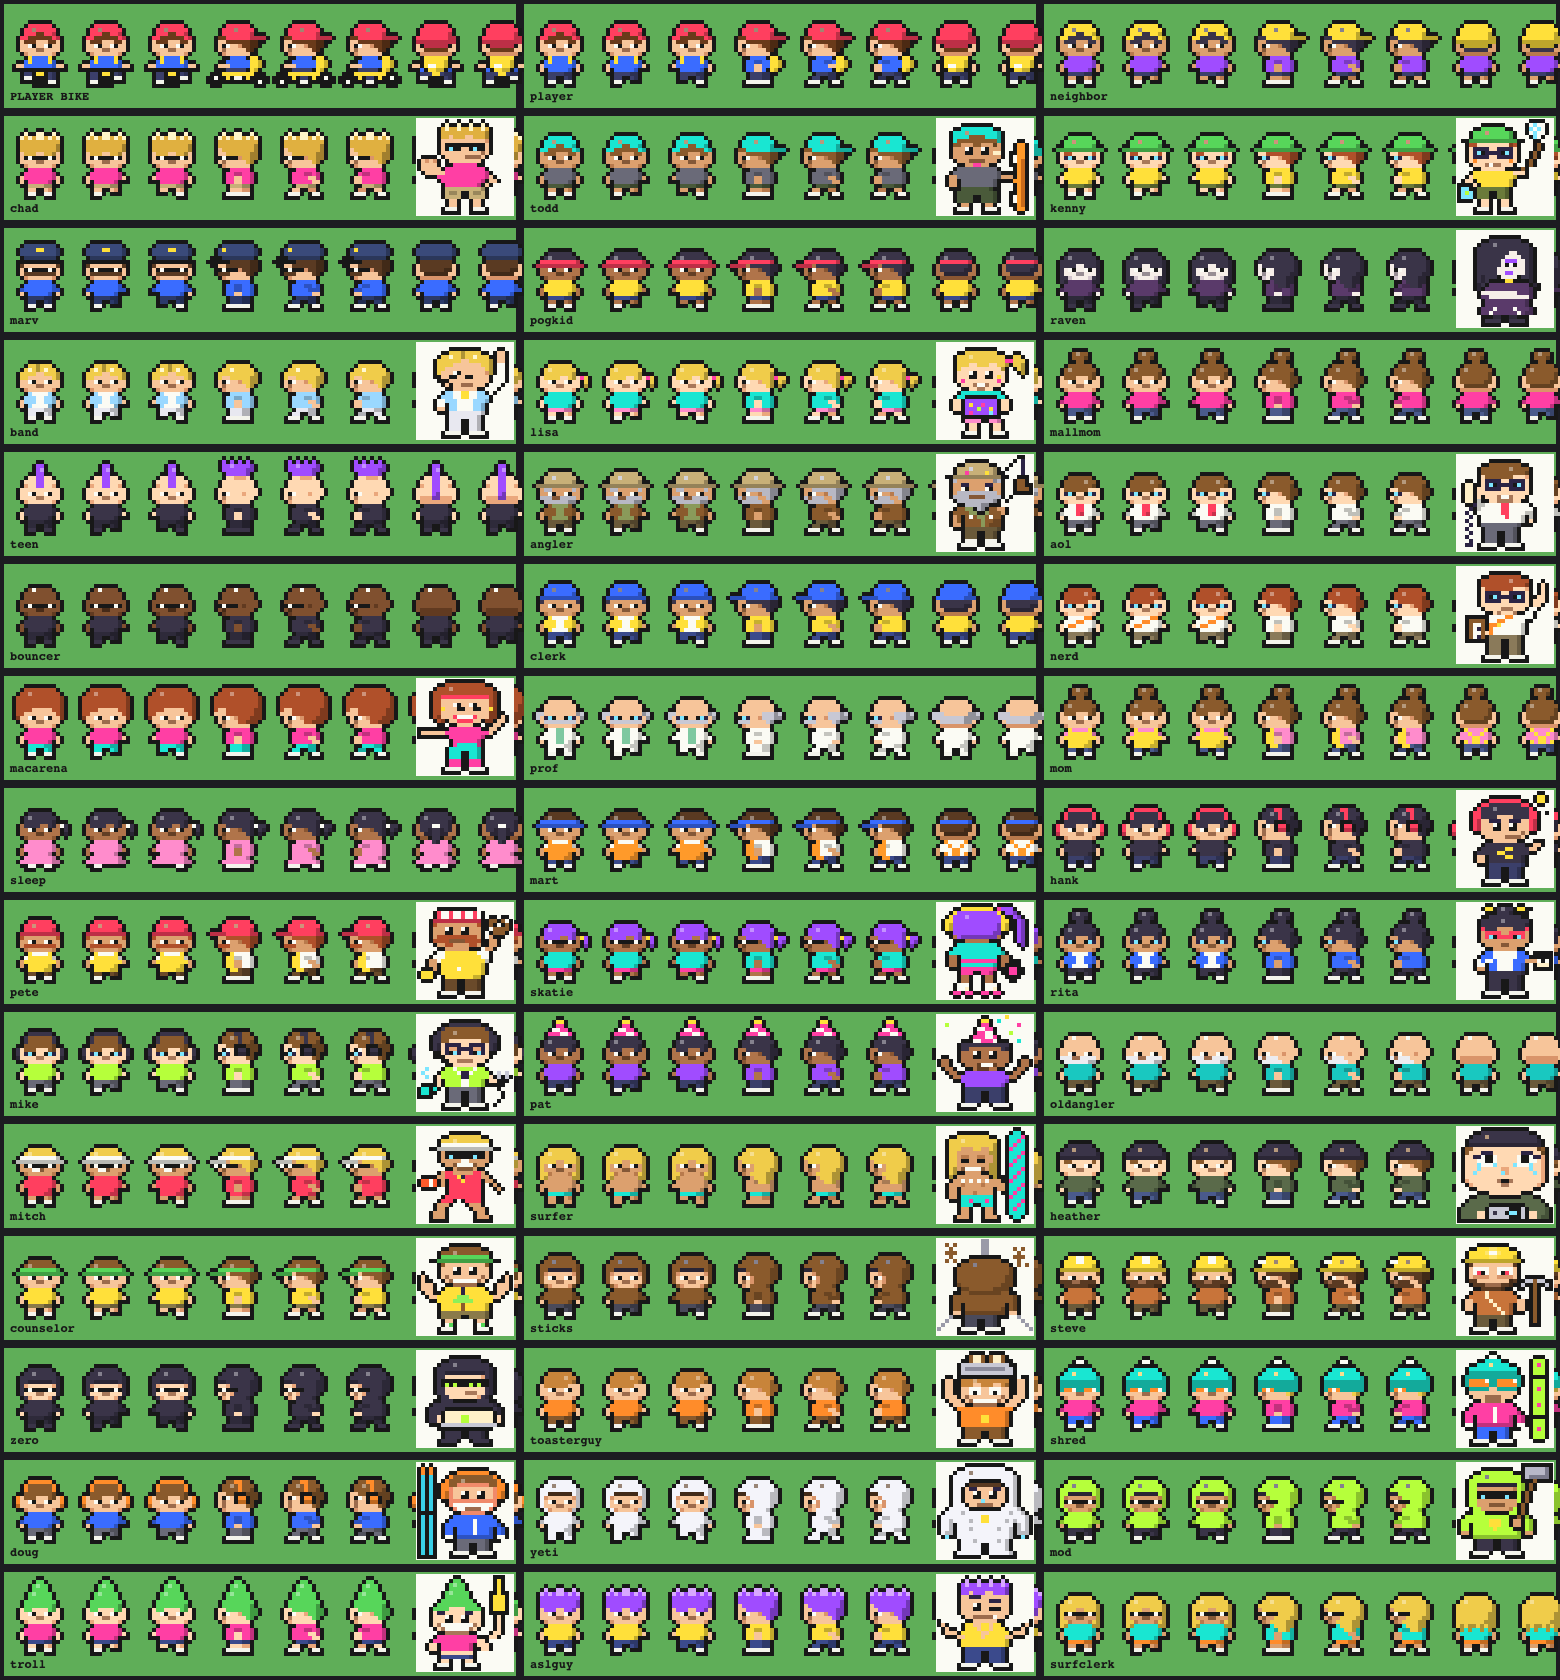 PLAYER BIKE
player
neighbor
chad
todd
kenny
marv
pogkid
raven
band
lisa
mallmom
teen
angler
aol
bouncer
clerk
nerd
macarena
prof
mom
sleep
mart
hank
pete
skatie
rita
mike
pat
oldangler
mitch
surfer
heather
counselor
sticks
steve
zero
toasterguy
shred
doug
yeti
mod
troll
aslguy
surfclerk